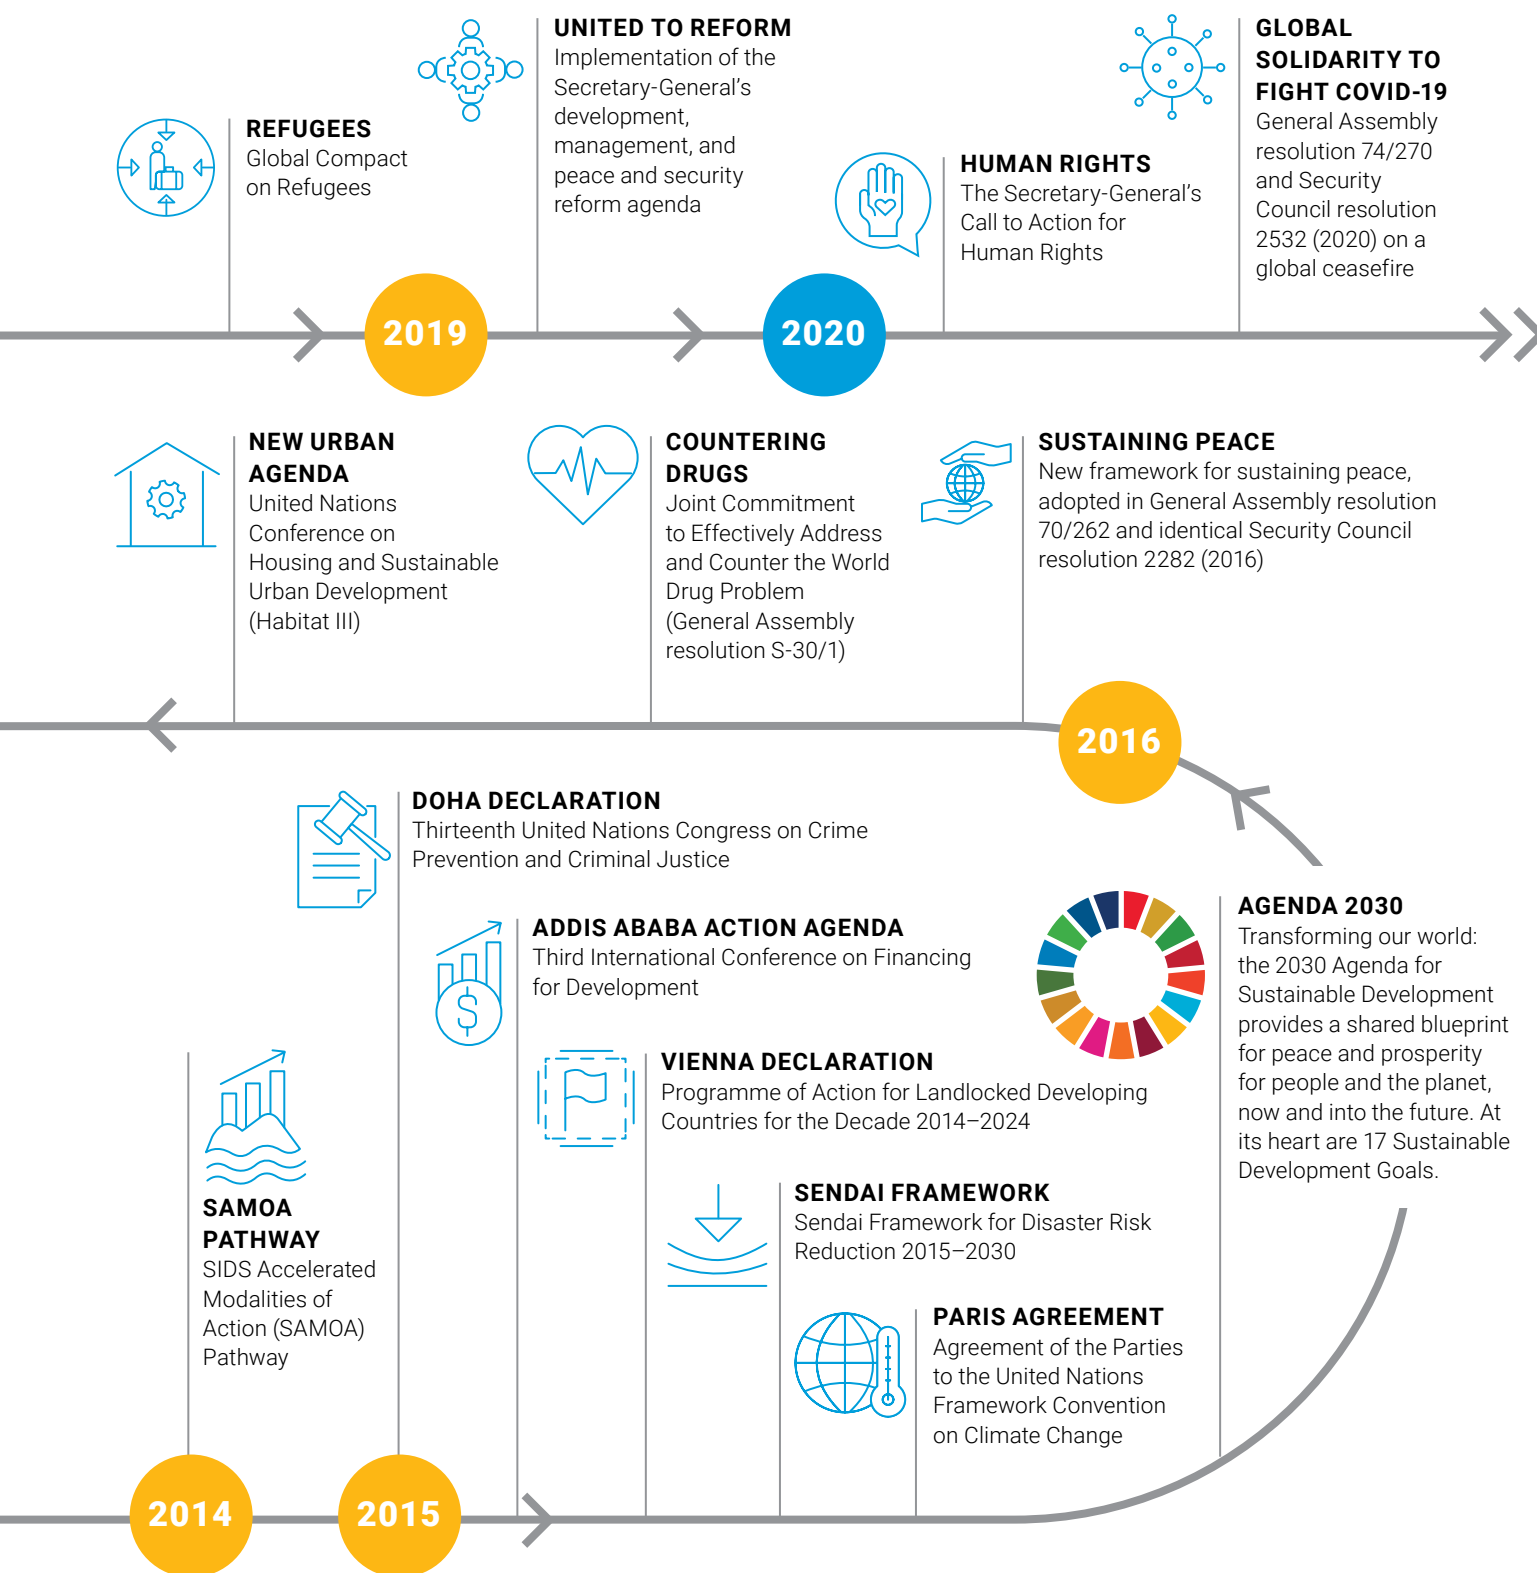 REFUGEES
Global Compact
on Refugees
2019
UNITED TO REFORM
Implementation of the
Secretary-General’s
development,
management, and
peace and security
reform agenda
2020
HUMAN RIGHTS
The Secretary-General’s
Call to Action for
Human Rights
GLOBAL
SOLIDARITY TO
FIGHT COVID-19
General Assembly
resolution 74/270
and Security
Council resolution
2532 (2020) on a
global ceasefire
NEW URBAN
AGENDA
United Nations
Conference on
Housing and Sustainable
Urban Development
(Habitat III)
COUNTERING
DRUGS
Joint Commitment
to Effectively Address
and Counter the World
Drug Problem
(General Assembly
resolution S-30/1)
SUSTAINING PEACE
New framework for sustaining peace,
adopted in General Assembly resolution
70/262 and identical Security Council
resolution 2282 (2016)
2016
DOHA DECLARATION
Thirteenth United Nations Congress on Crime
Prevention and Criminal Justice
ADDIS ABABA ACTION AGENDA
Third International Conference on Financing
for Development
$
VIENNA DECLARATION
Programme of Action for Landlocked Developing
Countries for the Decade 2014–2024
SENDAI FRAMEWORK
Sendai Framework for Disaster Risk
Reduction 2015–2030
PARIS AGREEMENT
Agreement of the Parties
to the United Nations
Framework Convention
on Climate Change
AGENDA 2030
Transforming our world:
the 2030 Agenda for
Sustainable Development
provides a shared blueprint
for peace and prosperity
for people and the planet,
now and into the future. At
its heart are 17 Sustainable
Development Goals.
SAMOA
PATHWAY
SIDS Accelerated
Modalities of
Action (SAMOA)
Pathway
2014
2015